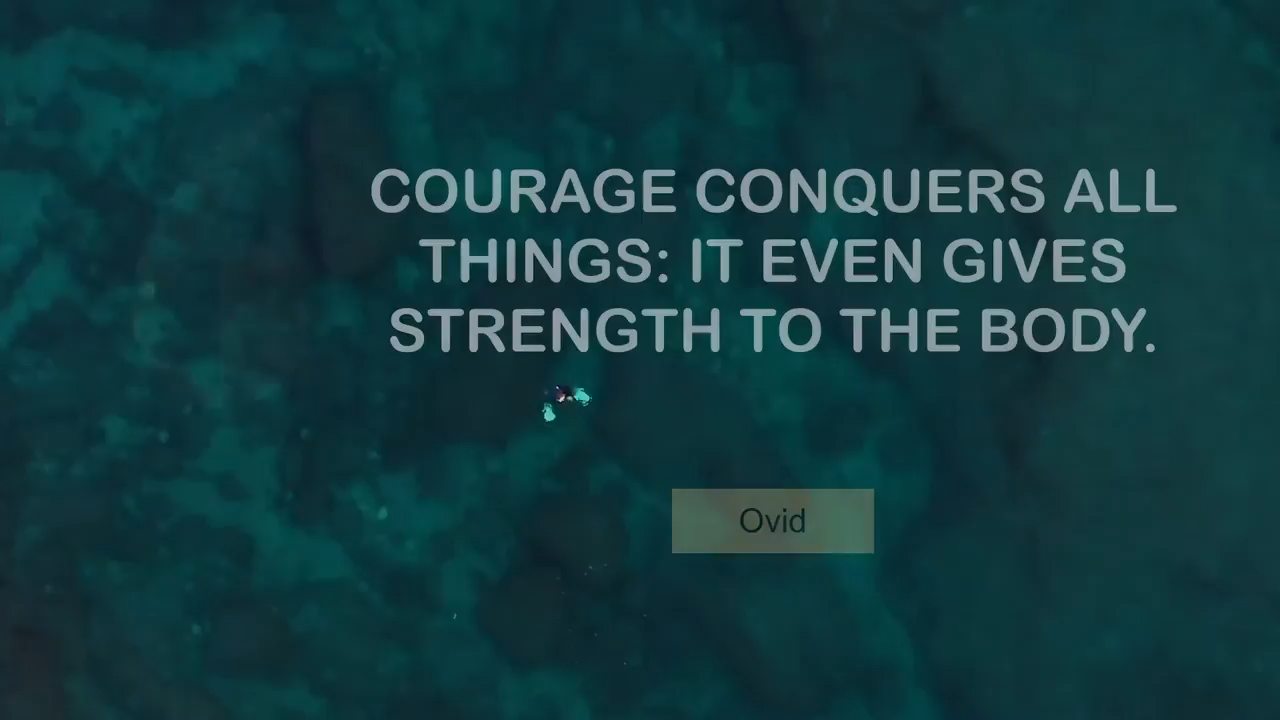 COURAGE CONQUERS ALL
THINGS: IT EVEN GIVES
STRENGTH TO THE BODY.
Ovid